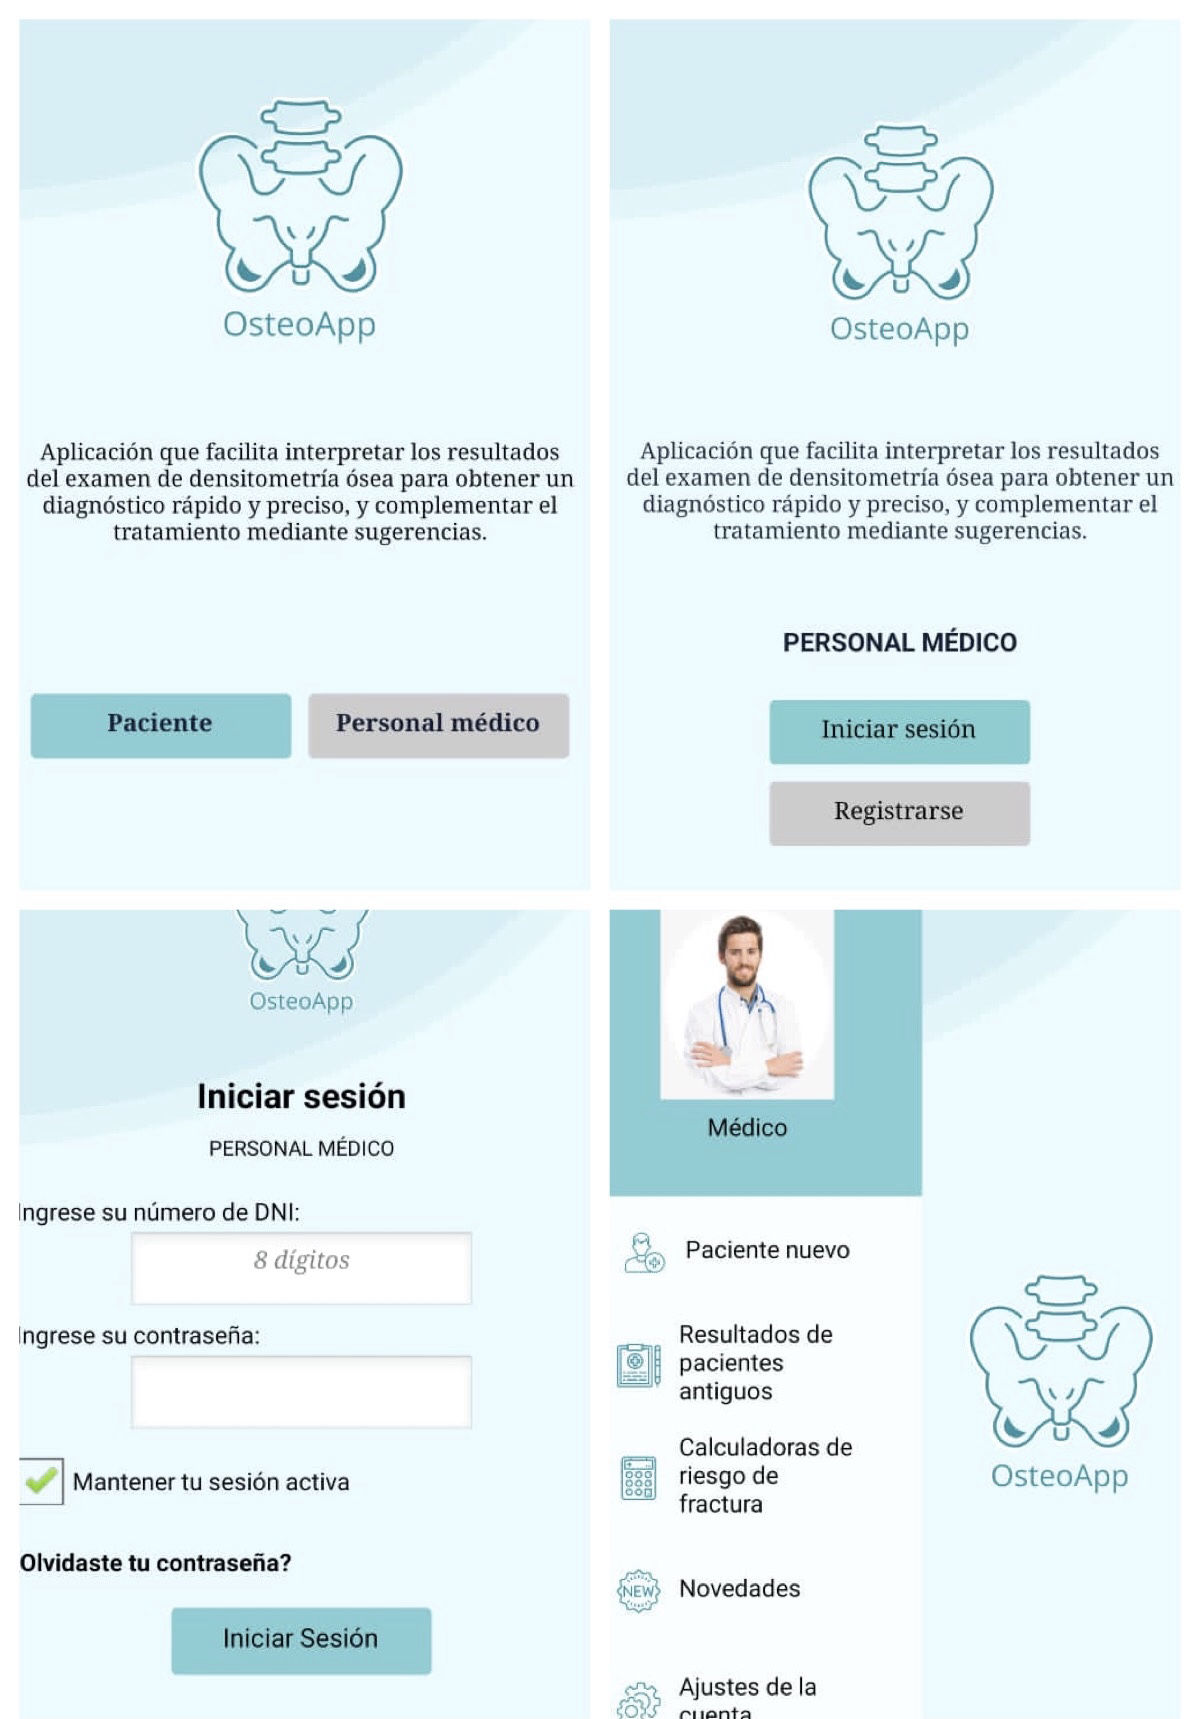 OsteoApp
Aplicación que facilita interpretar los resultados
del examen de densitometría ósea para obtener un
diagnóstico rápido y preciso, y complementar el
tratamiento mediante sugerencias.
Paciente
Personal médico
OsteoApp
Aplicación que facilita interpretar los resultados
del examen de densitometría ósea para obtener un
diagnóstico rápido y preciso, y complementar el
tratamiento mediante sugerencias.
PERSONAL MÉDICO
Iniciar sesión
Registrarse
OsteoApp
Iniciar sesión
PERSONAL MÉDICO
Ingrese su número de DNI:
8 dígitos
Ingrese su contraseña:
Mantener tu sesión activa
Olvidaste tu contraseña?
Iniciar Sesión
Médico
Paciente nuevo
Resultados de
pacientes
antiguos
Calculadoras de
riesgo de
fractura
NEW
Novedades
Ajustes de la
cuenta
OsteoApp